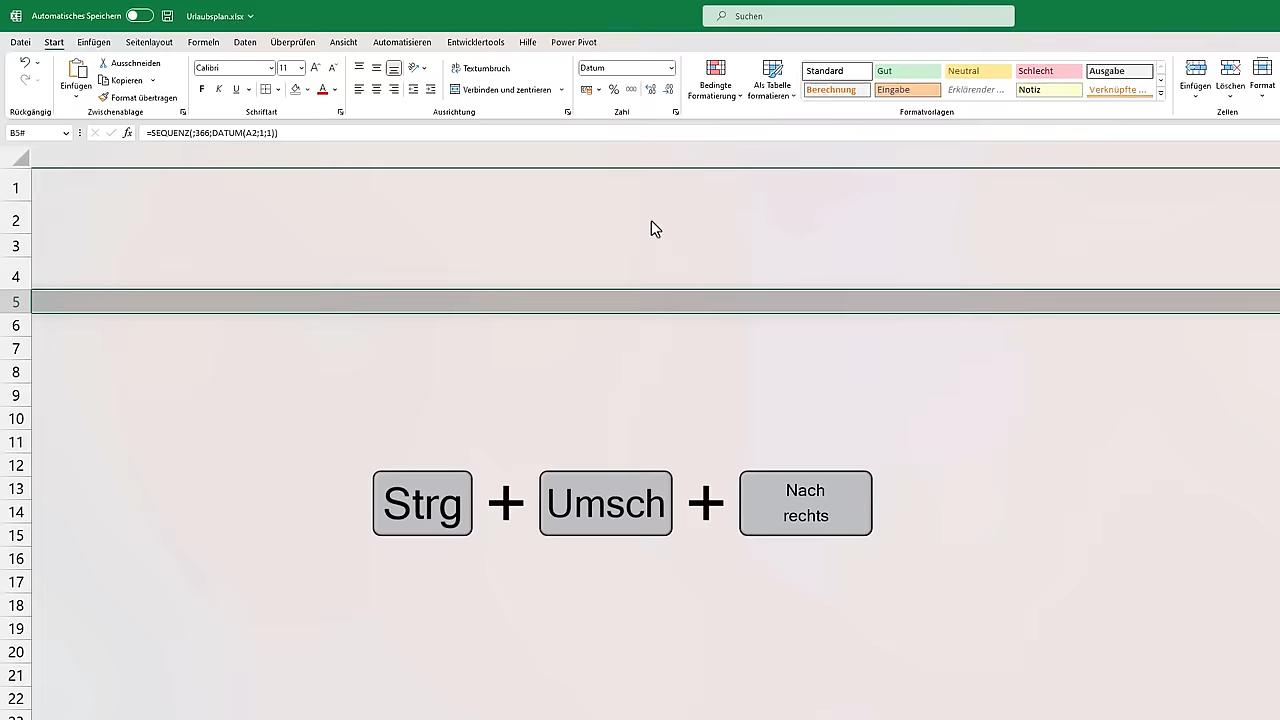 Automatisches Speichern
Urlaubsplan.xlsx
Suchen
Datei Start Einfügen Seitenlayout Formeln Daten Überprüfen Ansicht Automatisieren Entwicklertools Hilfe Power Pivot
Einfügen
Ausschneiden
Kopieren
Format übertragen
Calibri 11
F K U
Textumbruch
Verbinden und zentrieren
Datum
% 000
Bedingte Formatierung
Als Tabelle formatieren
Standard Gut Neutral Schlecht Ausgabe
Berechnung Eingabe Erklärender ... Notiz Verknüpfte ...
Einfügen Löschen Format
Rückgängig Zwischenablage Schriftart Ausrichtung Zahl Formatvorlagen Zellen
B5# fx =SEQUENZ(;366;DATUM(A2;1;1))
1
2
3
4
5
6
7
8
9
10
11
12
13
14
15
16
17
18
19
20
21
22
Strg + Umsch + Nach
rechts